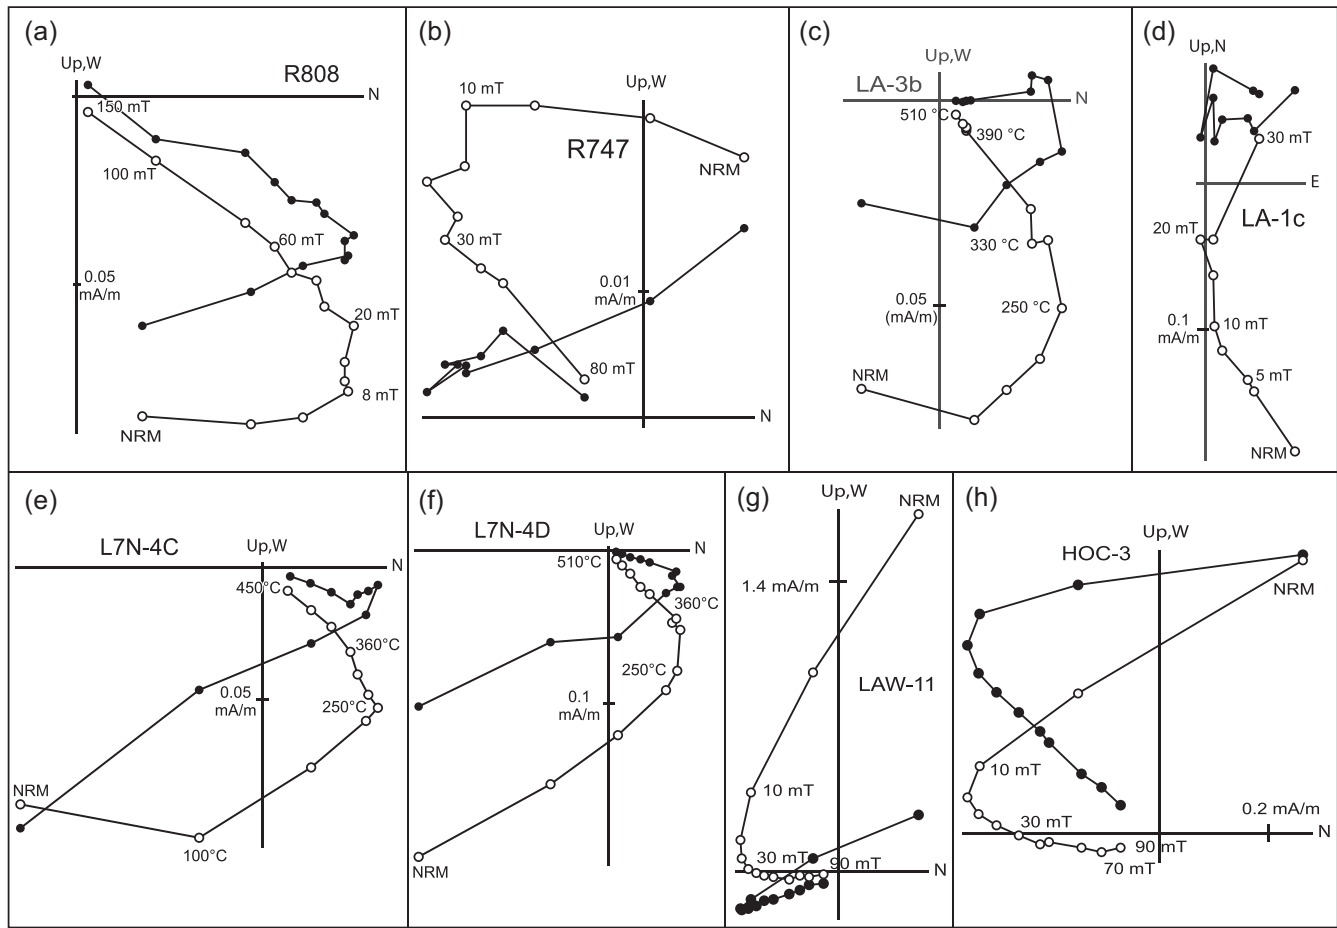 (a)
Up,W
R808
N
150 mT
100 mT
60 mT
0.05
mA/m
20 mT
8 mT
NRM
(b)
Up,W
10 mT
R747
NRM
30 mT
0.01
mA/m
80 mT
N
(c)
Up,W
LA-3b
N
510 °C
390 °C
330 °C
0.05
(mA/m)
250 °C
NRM
(d)
Up,N
30 mT
E
LA-1c
20 mT
0.1
mA/m
10 mT
5 mT
NRM
(e)
L7N-4C
Up,W
N
450°C
360°C
0.05
mA/m
250°C
NRM
100°C
(f)
L7N-4D
Up,W
N
510°C
360°C
250°C
0.1
mA/m
NRM
(g)
Up,W
NRM
1.4 mA/m
LAW-11
10 mT
30 mT
90 mT
N
(h)
Up,W
HOC-3
NRM
10 mT
0.2 mA/m
30 mT
N
90 mT
70 mT